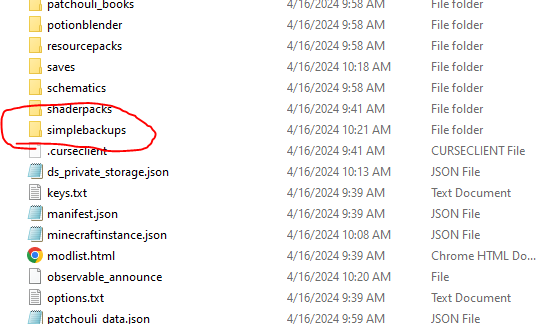 patchouli_books 4/16/2024 9:58 AM File folder
potionblender 4/16/2024 9:58 AM File folder
resourcepacks 4/16/2024 9:58 AM File folder
saves 4/16/2024 10:18 AM File folder
schematics 4/16/2024 9:58 AM File folder
shaderpacks 4/16/2024 9:41 AM File folder
simplebackups 4/16/2024 10:21 AM File folder
.curseclient 4/16/2024 9:41 AM CURSECLIENT File
ds_private_storage.json 4/16/2024 10:13 AM JSON File
keys.txt 4/16/2024 9:39 AM Text Document
manifest.json 4/16/2024 9:39 AM JSON File
minecraftinstance.json 4/16/2024 10:08 AM JSON File
modlist.html 4/16/2024 9:39 AM Chrome HTML Do...
observable_announce 4/16/2024 10:20 AM File
options.txt 4/16/2024 9:39 AM Text Document
patchouli_data.json 4/16/2024 9:59 AM JSON File